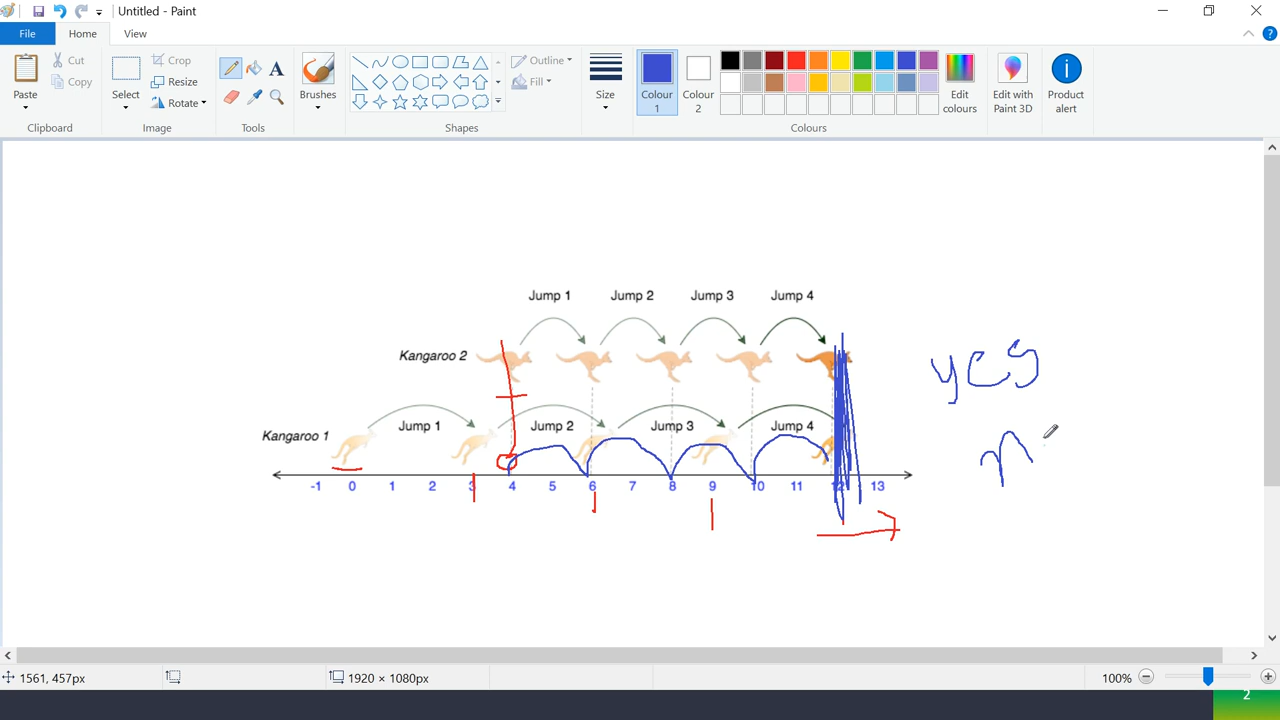 Untitled - Paint
File Home View
Paste
Cut
Copy
Clipboard
Select
Crop
Resize
Rotate
Image
Tools
Brushes
Shapes
Outline
Fill
Size
Colour 1
Colour 2
Edit colours
Colours
Edit with Paint 3D
Product alert
Jump 1 Jump 2 Jump 3 Jump 4
Kangaroo 2
yes
Kangaroo 1
Jump 1 Jump 2 Jump 3 Jump 4
n
-1 0 1 2 3 4 5 6 7 8 9 10 11 12 13
1561, 457px
1920 × 1080px
100%
2